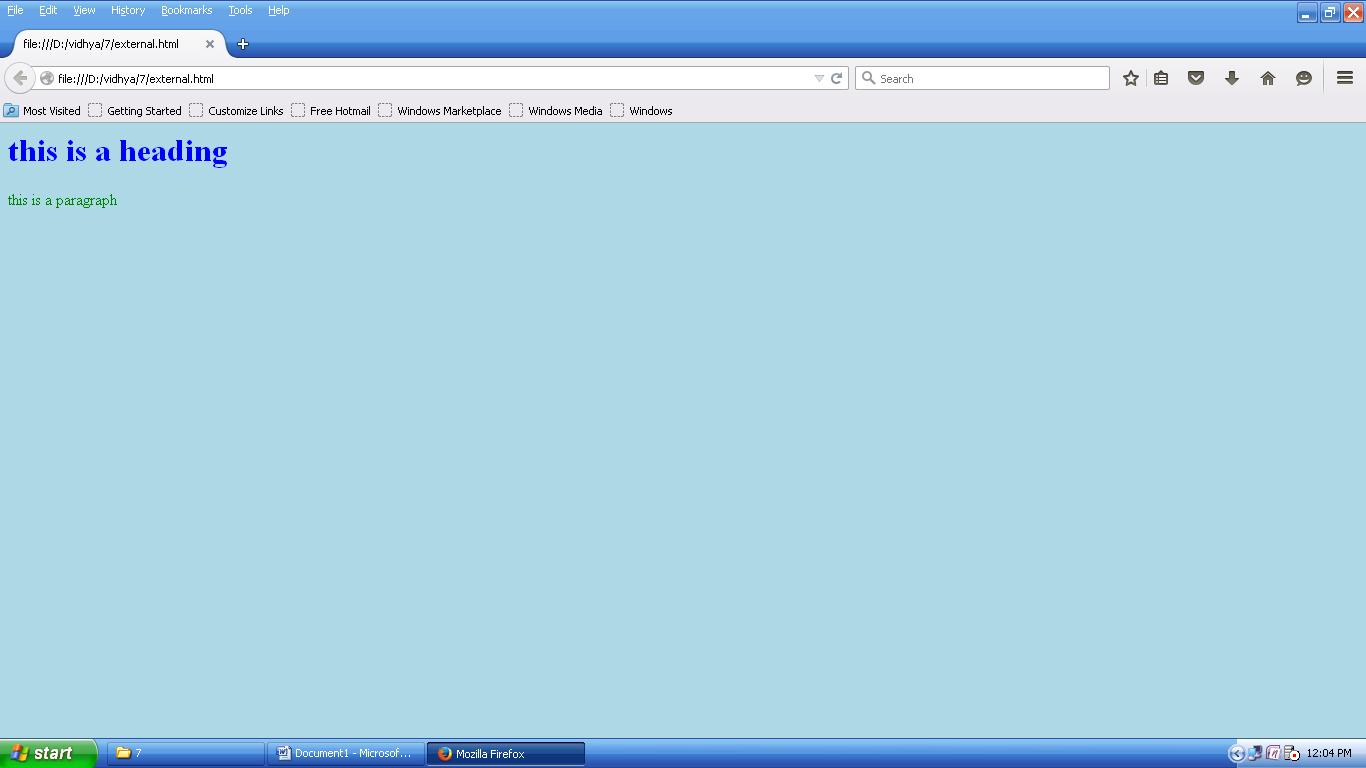 File Edit View History Bookmarks Tools Help
file:///D:/vidhya/7/external.html
file:///D:/vidhya/7/external.html Search
Most Visited Getting Started Customize Links Free Hotmail Windows Marketplace Windows Media Windows
this is a heading
this is a paragraph
start 7 Document1 - Microsof... Mozilla Firefox 12:04 PM